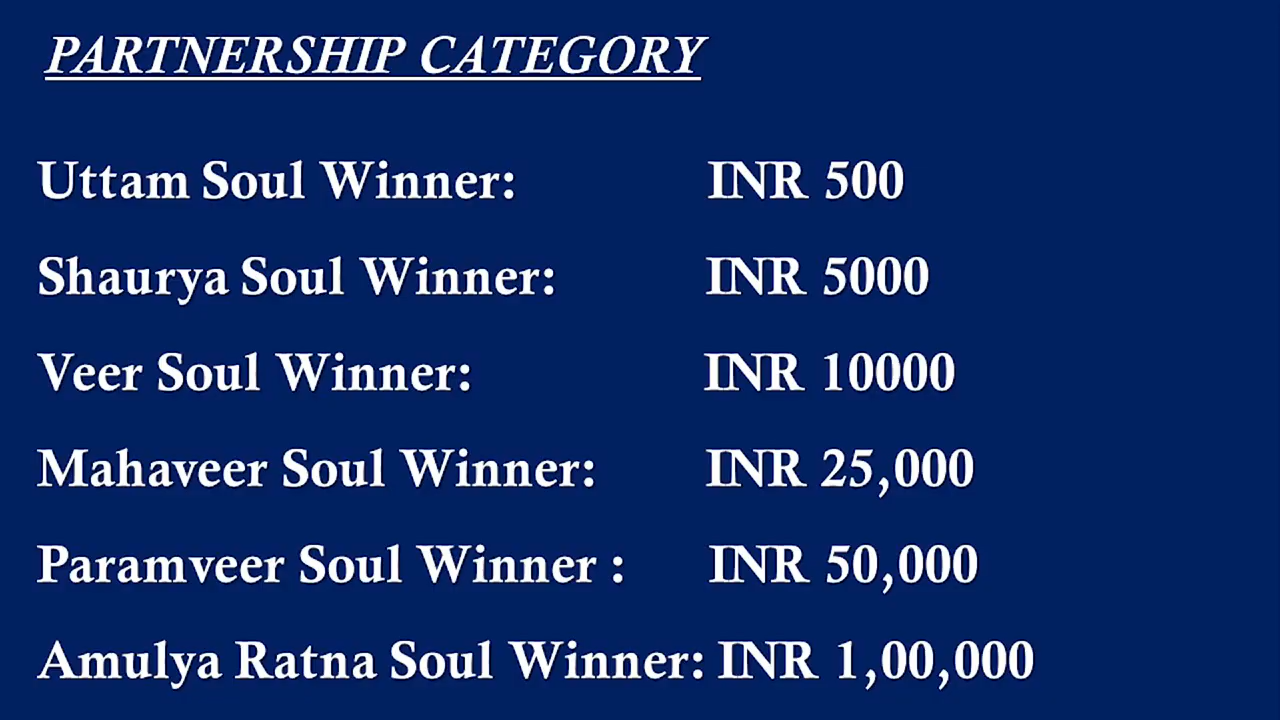 PARTNERSHIP CATEGORY
Uttam Soul Winner: INR 500
Shaurya Soul Winner: INR 5000
Veer Soul Winner: INR 10000
Mahaveer Soul Winner: INR 25,000
Paramveer Soul Winner : INR 50,000
Amulya Ratna Soul Winner: INR 1,00,000